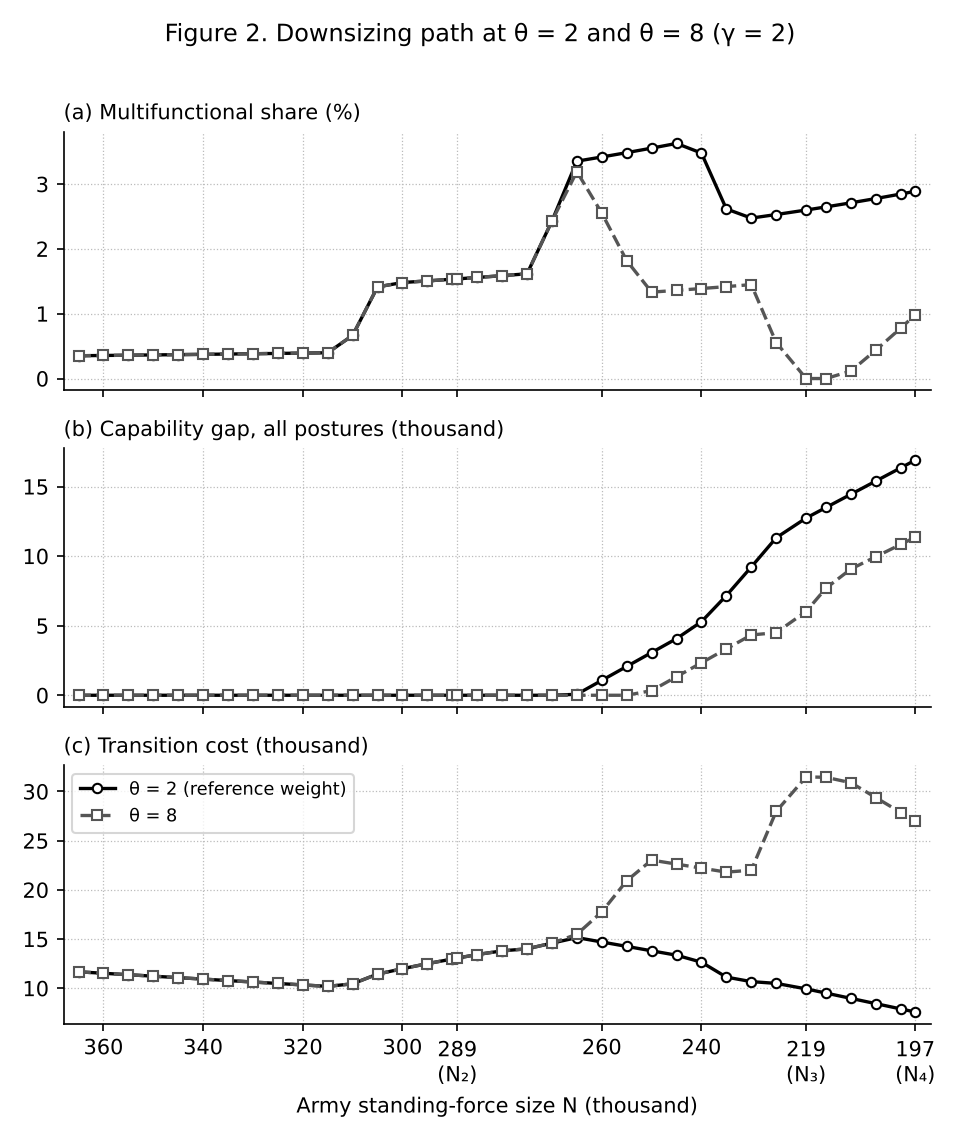 Figure 2. Downsizing path at θ = 2 and θ = 8 (γ = 2)
(a) Multifunctional share (%)
3
2
1
0
(b) Capability gap, all postures (thousand)
15
10
5
0
(c) Transition cost (thousand)
θ = 2 (reference weight)
θ = 8
30
25
20
15
10
360 340 320 300 289 260 240 219 197
(N₂) (N₃) (N₄)
Army standing-force size N (thousand)